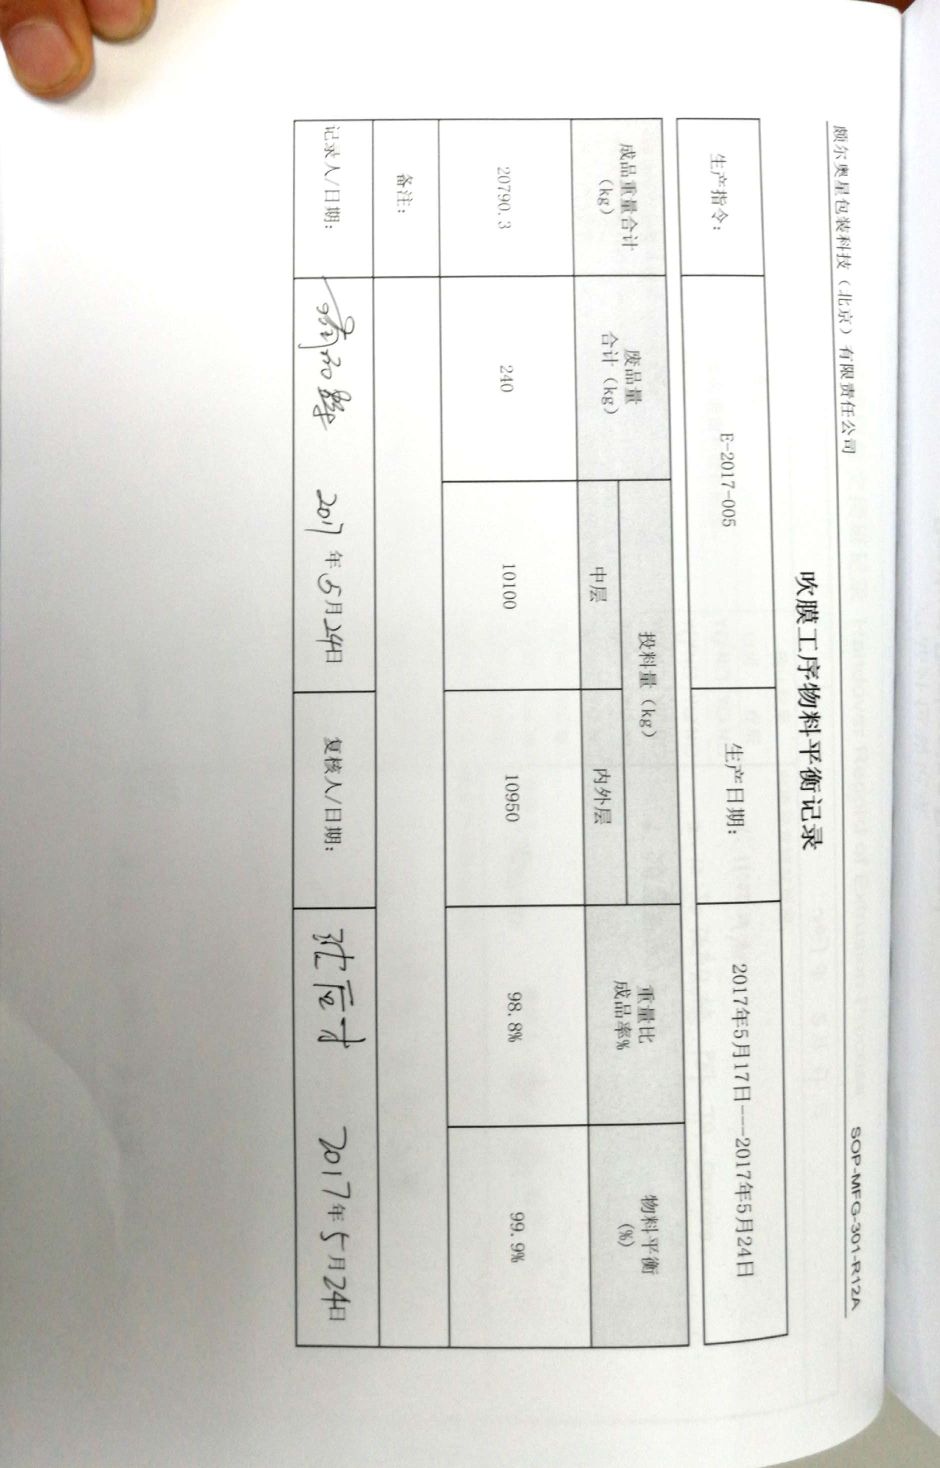 颇尔奥星包装科技（北京）有限责任公司 SOP-MFG-301-R12A
吹膜工序物料平衡记录
生产指令： E-2017-005 生产日期： 2017年5月17日---2017年5月24日
成品重量合计（kg） 废品量合计（kg） 投料量（kg） 重量比成品率% 物料平衡（%）
中层 内外层
20790.3 240 10100 10950 98.8% 99.9%
备注：
记录人/日期： 2017年5月24日 复核人/日期： 沈后才 2017年5月24日